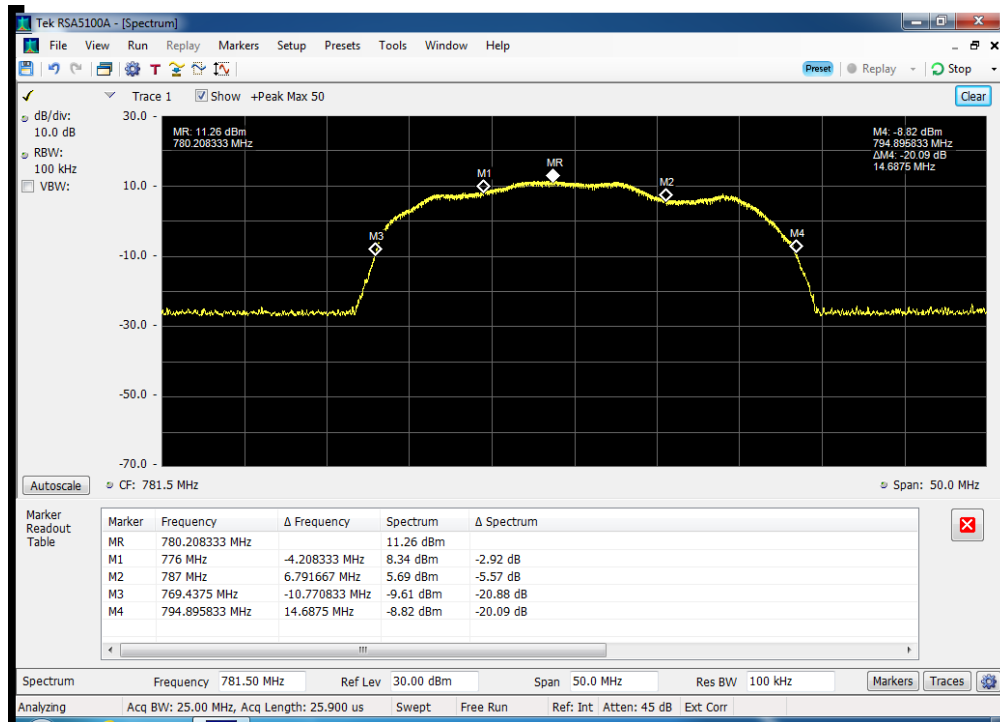 Tek RSA5100A - [Spectrum]
File View Run Replay Markers Setup Presets Tools Window Help
T Preset Replay Stop
Trace 1 Show +Peak Max 50 Clear
dB/div:
10.0 dB
RBW:
100 kHz
VBW:
30.0
10.0
-10.0
-30.0
-50.0
-70.0
MR: 11.26 dBm
780.208333 MHz
M4: -8.82 dBm
794.895833 MHz
ΔM4: -20.09 dB
14.6875 MHz
M3
M1
MR
M2
M4
Autoscale CF: 781.5 MHz Span: 50.0 MHz
Marker
Readout
Table
Marker Frequency Δ Frequency Spectrum Δ Spectrum
MR 780.208333 MHz 11.26 dBm
M1 776 MHz -4.208333 MHz 8.34 dBm -2.92 dB
M2 787 MHz 6.791667 MHz 5.69 dBm -5.57 dB
M3 769.4375 MHz -10.770833 MHz -9.61 dBm -20.88 dB
M4 794.895833 MHz 14.6875 MHz -8.82 dBm -20.09 dB
Spectrum Frequency 781.50 MHz Ref Lev 30.00 dBm Span 50.0 MHz Res BW 100 kHz Markers Traces
Analyzing Acq BW: 25.00 MHz, Acq Length: 25.900 us Swept Free Run Ref: Int Atten: 45 dB Ext Corr